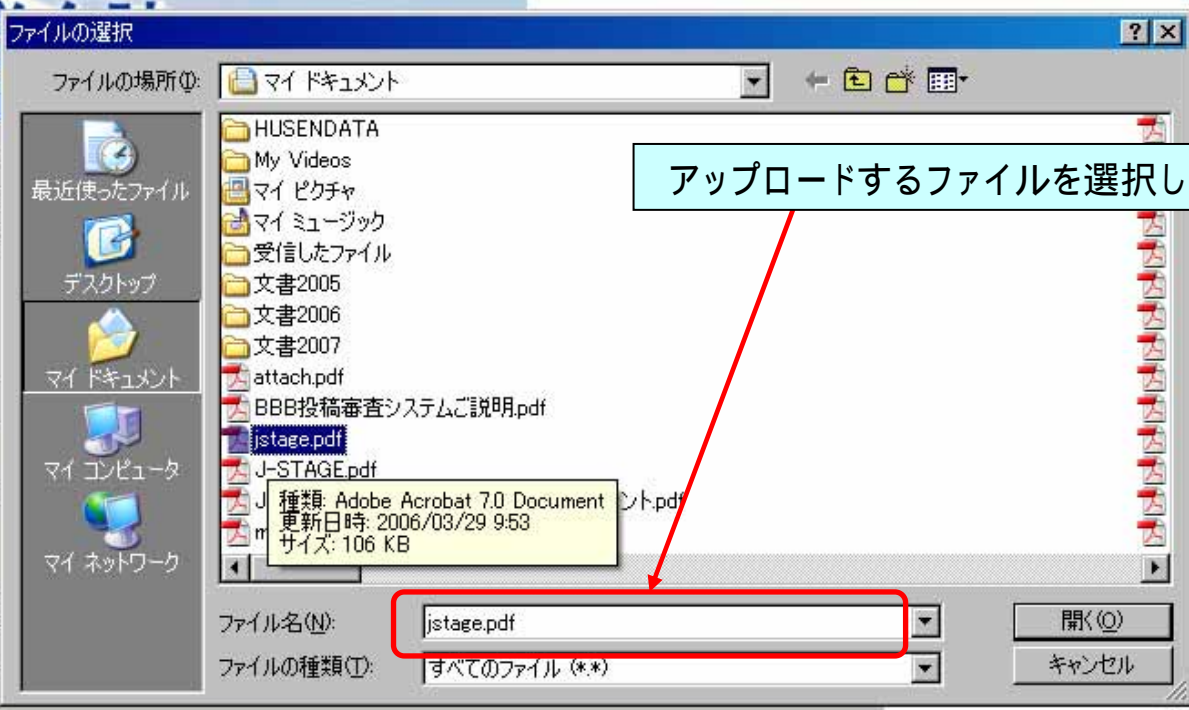 ファイルの選択
ファイルの場所(I):
マイ ドキュメント
最近使ったファイル
デスクトップ
マイ ドキュメント
マイ コンピュータ
マイ ネットワーク
HUSENDATA
My Videos
マイ ピクチャ
マイ ミュージック
受信したファイル
文書2005
文書2006
文書2007
attach.pdf
BBB投稿審査システムご説明.pdf
jstage.pdf
J-STAGE.pdf
J
ント.pdf
m
種類: Adobe Acrobat 7.0 Document
更新日時: 2006/03/29 9:53
サイズ: 106 KB
アップロードするファイルを選択し
ファイル名(N):
jstage.pdf
開く(O)
ファイルの種類(T):
すべてのファイル (*.*)
キャンセル